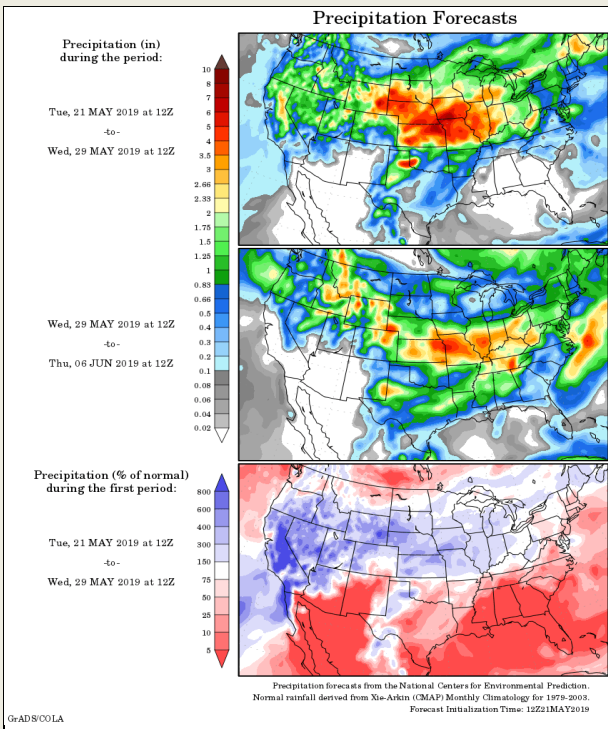 Precipitation Forecasts
Precipitation (in)
during the period:
Tue, 21 MAY 2019 at 12Z
-to-
Wed, 29 MAY 2019 at 12Z
10
8
7
6
5
4
3.5
3
2.66
2.33
2
1.75
1.5
1.25
1
0.83
0.66
0.5
0.4
0.3
0.2
0.1
0.08
0.06
0.04
0.02
Wed, 29 MAY 2019 at 12Z
-to-
Thu, 06 JUN 2019 at 12Z
Precipitation (% of normal)
during the first period:
Tue, 21 MAY 2019 at 12Z
-to-
Wed, 29 MAY 2019 at 12Z
800
600
400
300
150
75
50
25
10
5
Precipitation forecasts from the National Centers for Environmental Prediction.
Normal rainfall derived from Xie-Arkin (CMAP) Monthly Climatology for 1979-2003.
Forecast Initialization Time: 12Z21MAY2019
GrADS/COLA